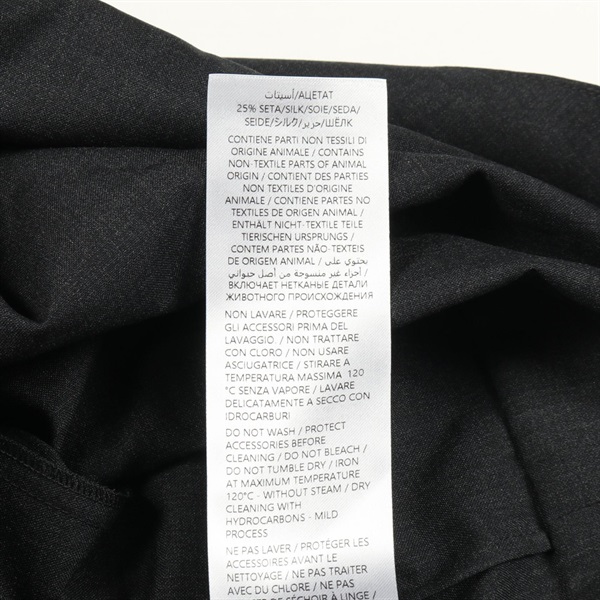 أسيتات/АЦЕТАТ
25% SETA/SILK/SOIE/SEDA/
SEIDE/シルク/حرير/ШЁЛК
CONTIENE PARTI NON TESSILI DI
ORIGINE ANIMALE / CONTAINS
NON-TEXTILE PARTS OF ANIMAL
ORIGIN / CONTIENT DES PARTIES
NON TEXTILES D'ORIGINE
ANIMALE / CONTIENE PARTES NO
TEXTILES DE ORIGEN ANIMAL /
ENTHÄLT NICHT-TEXTILE TEILE
TIERISCHEN URSPRUNGS /
CONTEM PARTES NÃO-TEXTEIS
DE ORIGEM ANIMAL / يحتوي على
أجزاء غير منسوجة من أصل حيواني /
ВКЛЮЧАЕТ НЕТКАНЫЕ ДЕТАЛИ
ЖИВОТНОГО ПРОИСХОЖДЕНИЯ
NON LAVARE / PROTEGGERE
GLI ACCESSORI PRIMA DEL
LAVAGGIO. / NON TRATTARE
CON CLORO / NON USARE
ASCIUGATRICE / STIRARE A
TEMPERATURA MASSIMA 120
°C SENZA VAPORE / LAVARE
DELICATAMENTE A SECCO CON
IDROCARBURI
DO NOT WASH / PROTECT
ACCESSORIES BEFORE
CLEANING / DO NOT BLEACH /
DO NOT TUMBLE DRY / IRON
AT MAXIMUM TEMPERATURE
120°C - WITHOUT STEAM / DRY
CLEANING WITH
HYDROCARBONS - MILD
PROCESS
NE PAS LAVER / PROTÉGER LES
ACCESSOIRES AVANT LE
NETTOYAGE / NE PAS TRAITER
AVEC DU CHLORE / NE PAS
UTILISER DE SÈCHE-LINGE /